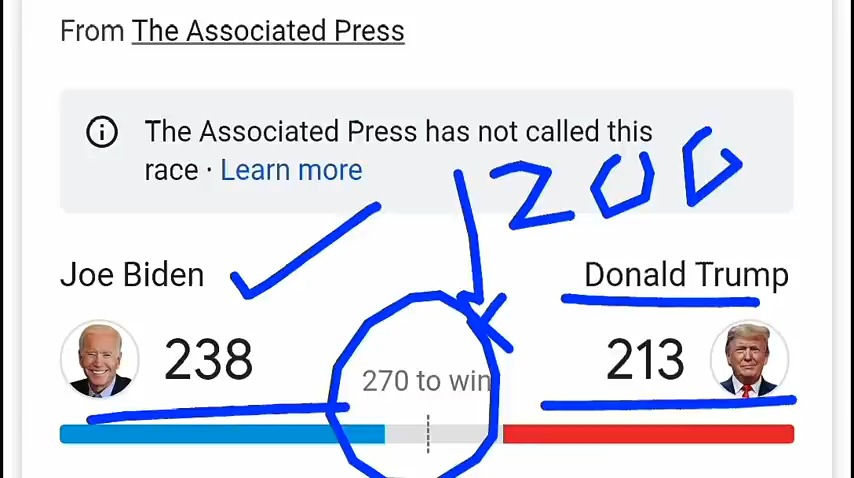 From The Associated Press
The Associated Press has not called this
race · Learn more
200
Joe Biden
Donald Trump
238
270 to win
213